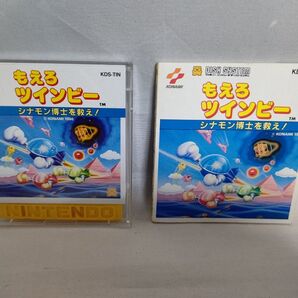 KDS-TIN
もえろ
ツインビー
TM
シナモン博士を救え!
© KONAMI 1986
NINTENDO
KONAMI
DISK SYSTEM
もえろ
ツインビー
TM
シナモン博士を救え!